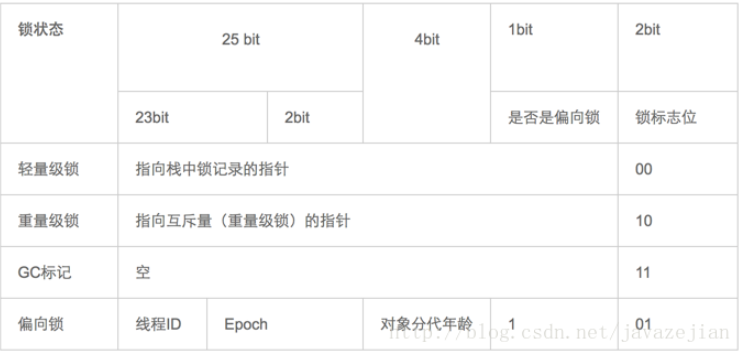 锁状态 25 bit 4bit 1bit 2bit
23bit 2bit 是否是偏向锁 锁标志位
轻量级锁 指向栈中锁记录的指针 00
重量级锁 指向互斥量（重量级锁）的指针 10
GC标记 空 11
偏向锁 线程ID Epoch 对象分代年龄 1 01
http://blog.csdn.net/javazejian